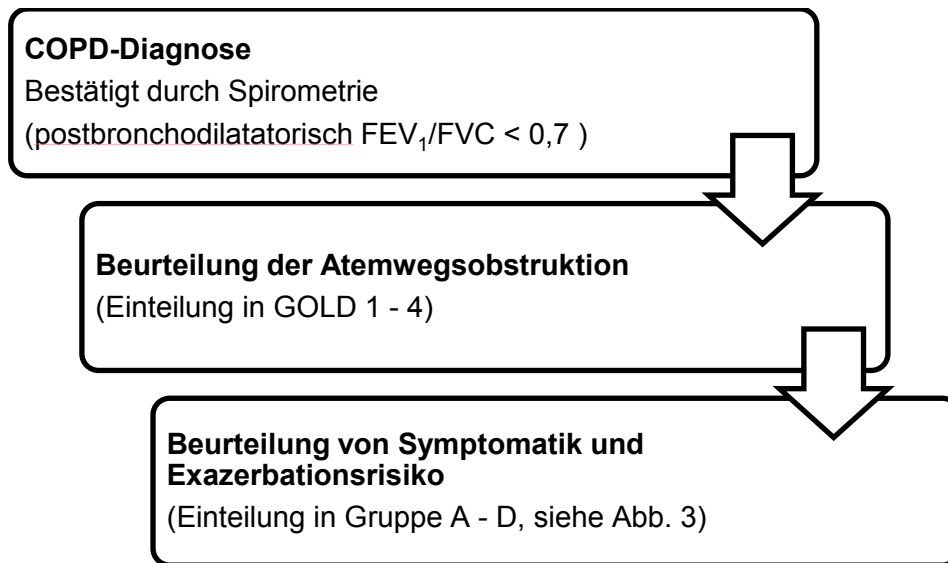 COPD-Diagnose
Bestätigt durch Spirometrie
(postbronchodilatatorisch FEV₁/FVC < 0,7 )
Beurteilung der Atemwegsobstruktion
(Einteilung in GOLD 1 - 4)
Beurteilung von Symptomatik und
Exazerbationsrisiko
(Einteilung in Gruppe A - D, siehe Abb. 3)